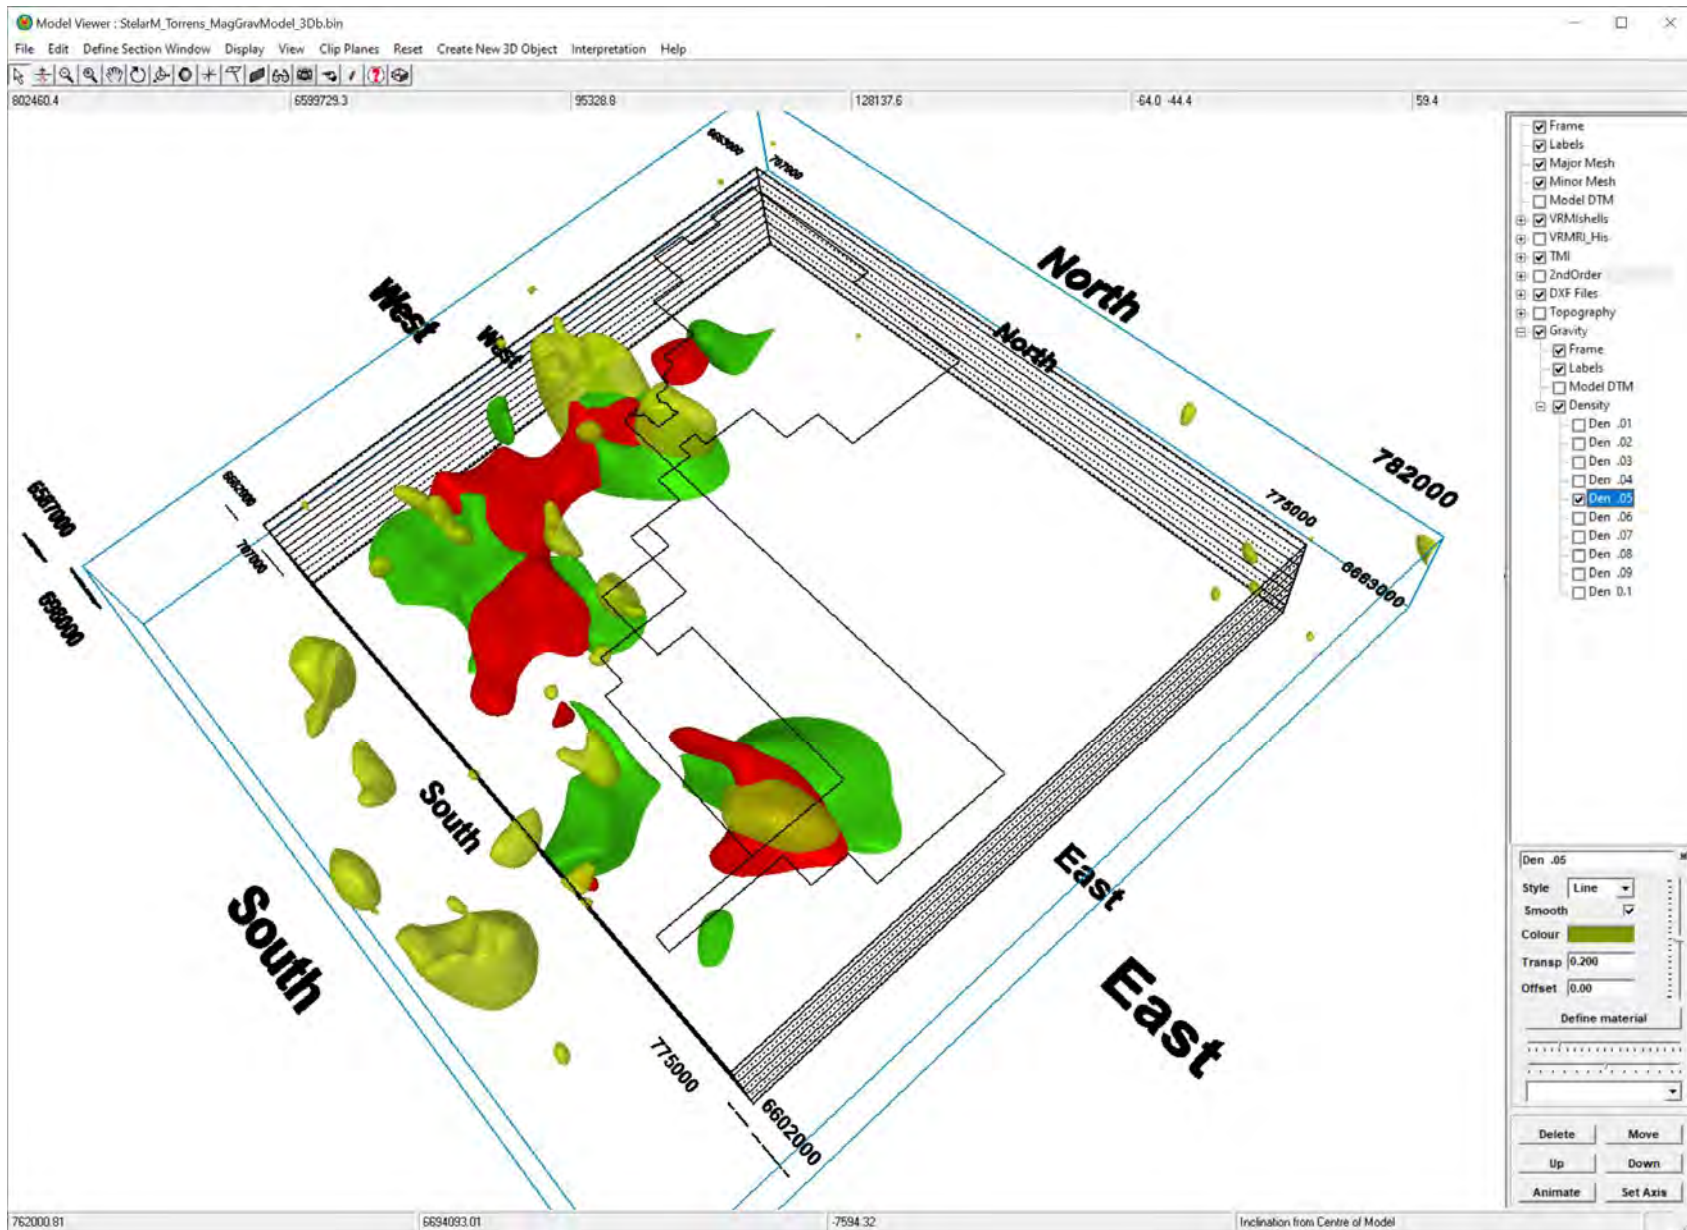 Model Viewer : StelarM_Torrens_MagGravModel_3Db.bin
File Edit Define Section Window Display View Clip Planes Reset Create New 3D Object Interpretation Help
802460.4 6599729.3 95328.8 128137.6 -64.0 -44.4 59.4
Frame
Labels
Major Mesh
Minor Mesh
Model DTM
VRMIshells
VRMRI_His
TMI
2ndOrder
DXF Files
Topography
Gravity
Frame
Labels
Model DTM
Density
Den .01
Den .02
Den .03
Den .04
Den .05
Den .06
Den .07
Den .08
Den .09
Den 0.1
6663000
707000
North
West
North
West
782000
775000
6663000
6602000
707000
6587000
696000
South
South
East
East
775000
6602000
Den .05
Style Line
Smooth
Colour
Transp 0.200
Offset 0.00
Define material
Delete Move
Up Down
Animate Set Axis
762000.81 6694093.01 -7594.32 Inclination from Centre of Model